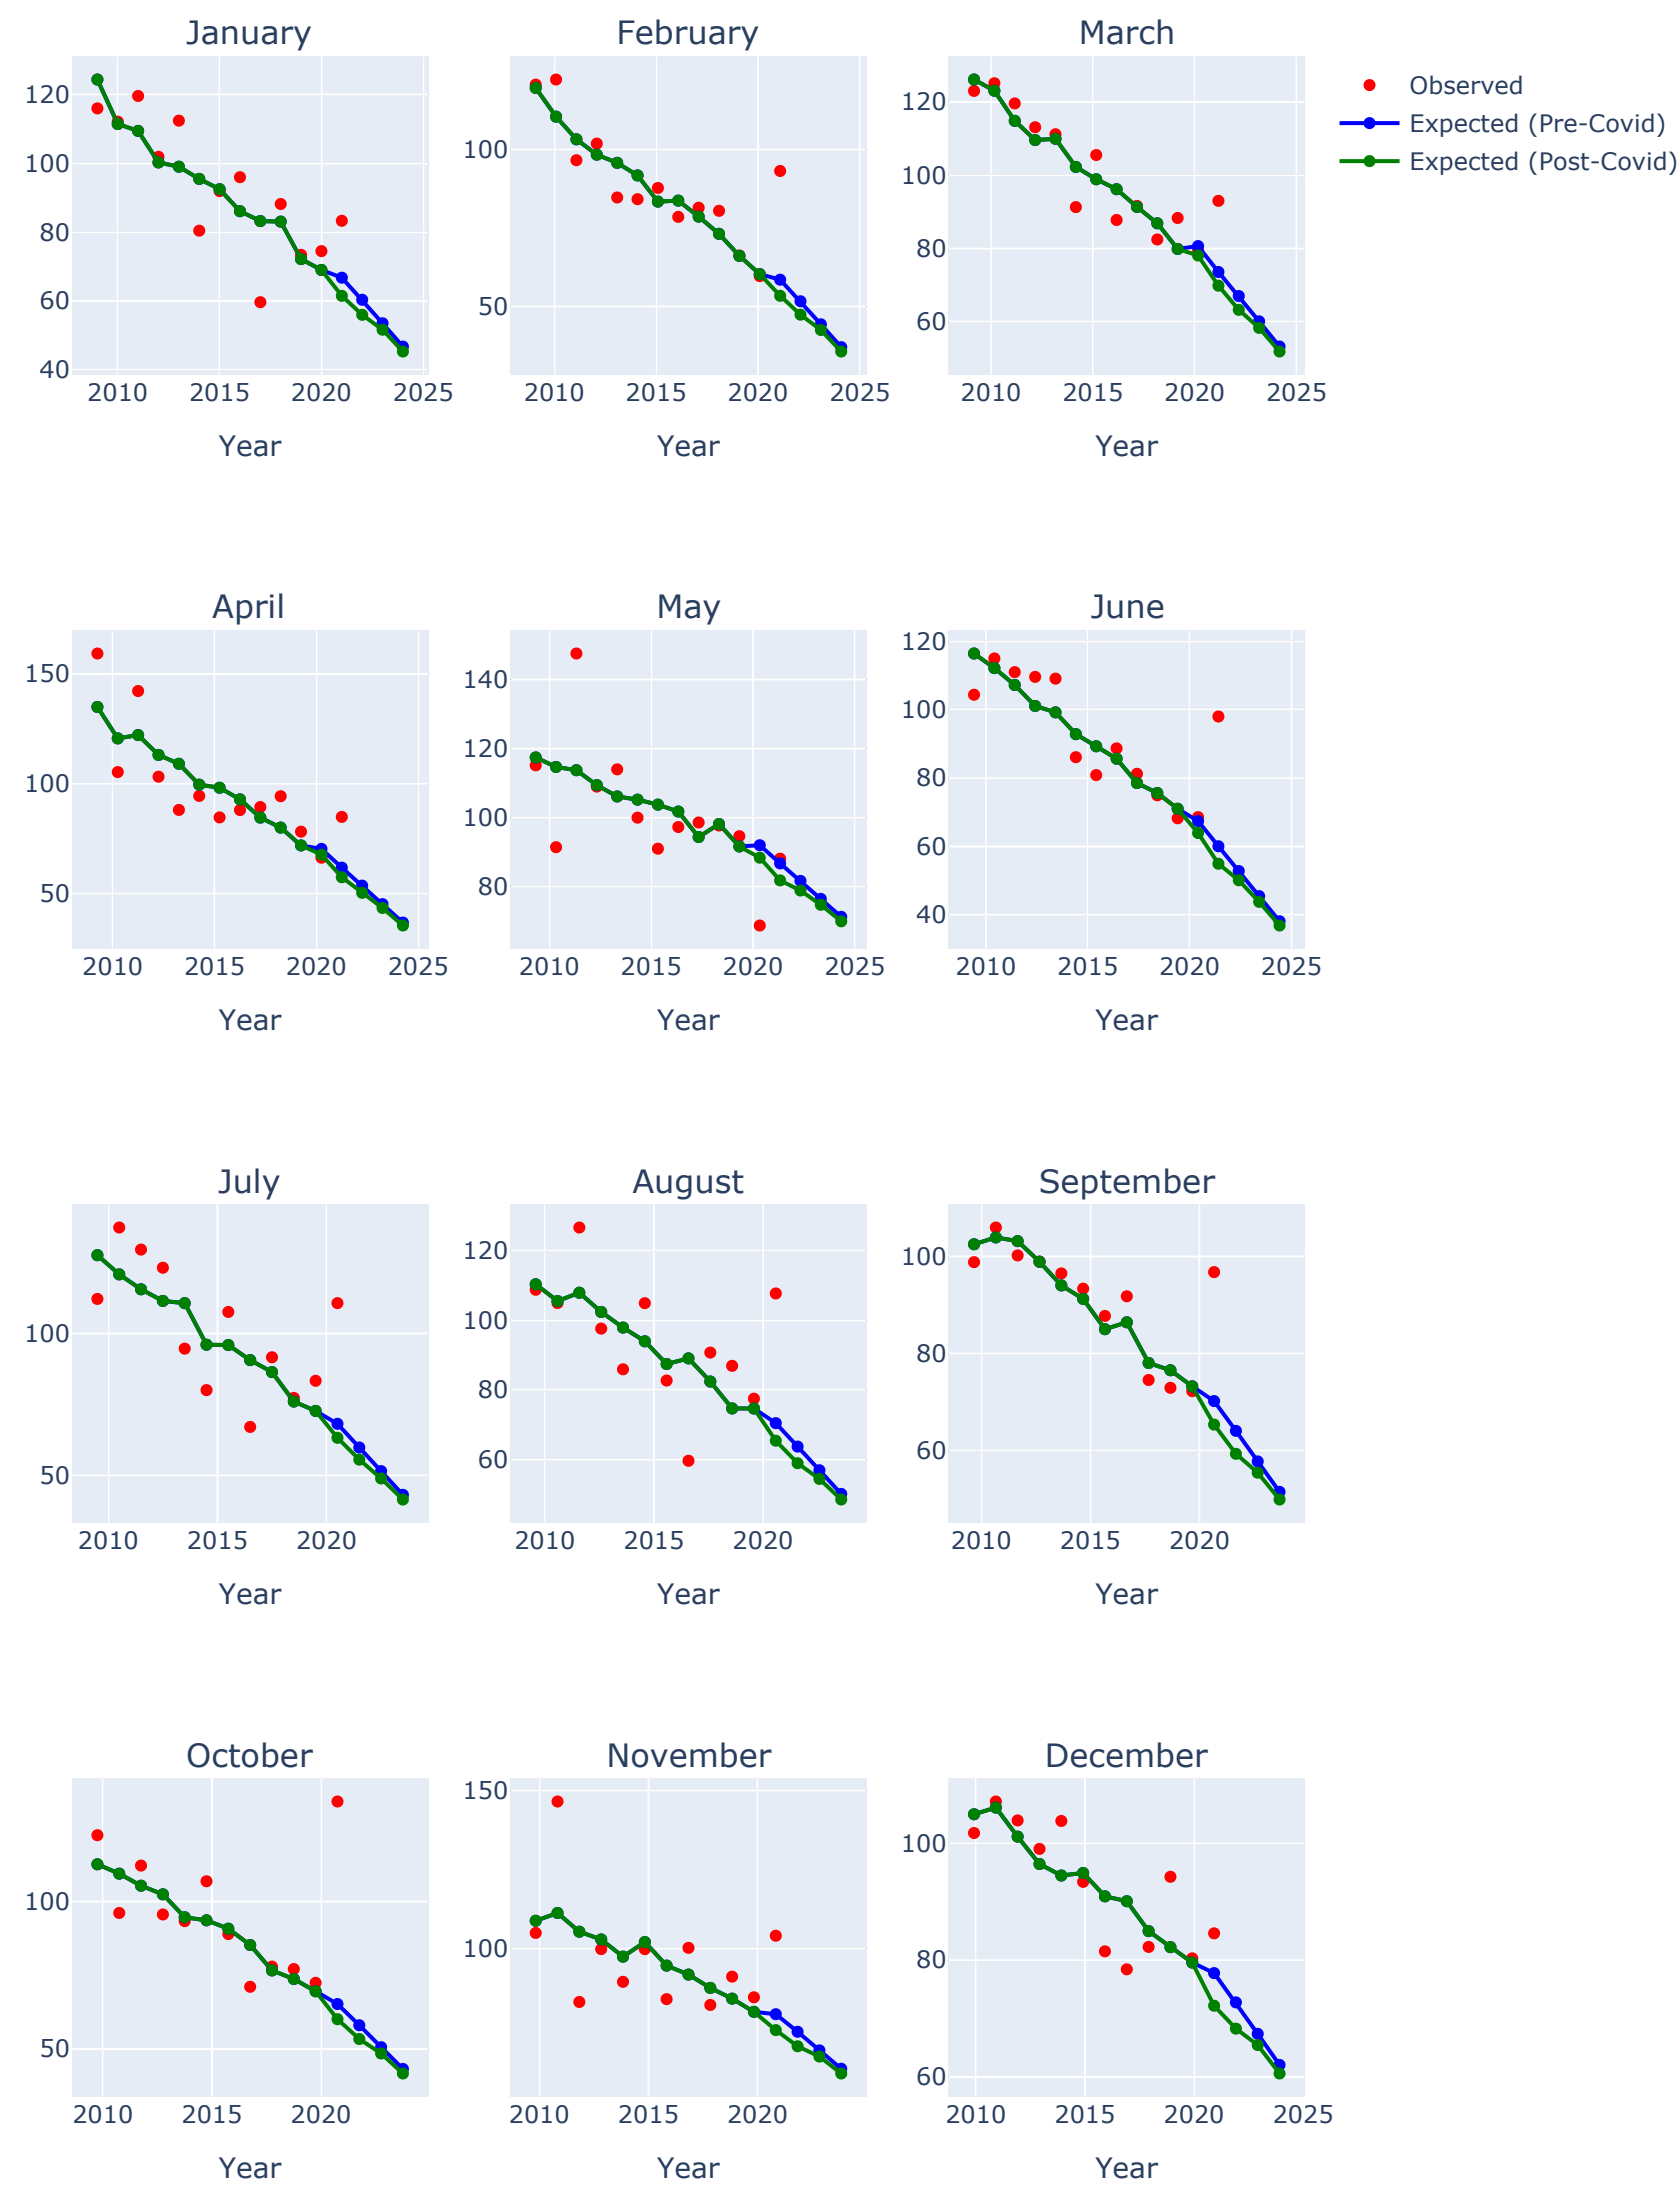 January February March
Observed
Expected (Pre-Covid)
Expected (Post-Covid)
120
100
80
60
40
2010 2015 2020 2025
Year
100
50
2010 2015 2020 2025
Year
120
100
80
60
2010 2015 2020 2025
Year
April May June
150
100
50
2010 2015 2020 2025
Year
140
120
100
80
2010 2015 2020 2025
Year
120
100
80
60
40
2010 2015 2020 2025
Year
July August September
100
50
2010 2015 2020
Year
120
100
80
60
2010 2015 2020
Year
100
80
60
2010 2015 2020
Year
October November December
100
50
2010 2015 2020
Year
150
100
2010 2015 2020
Year
100
80
60
2010 2015 2020 2025
Year